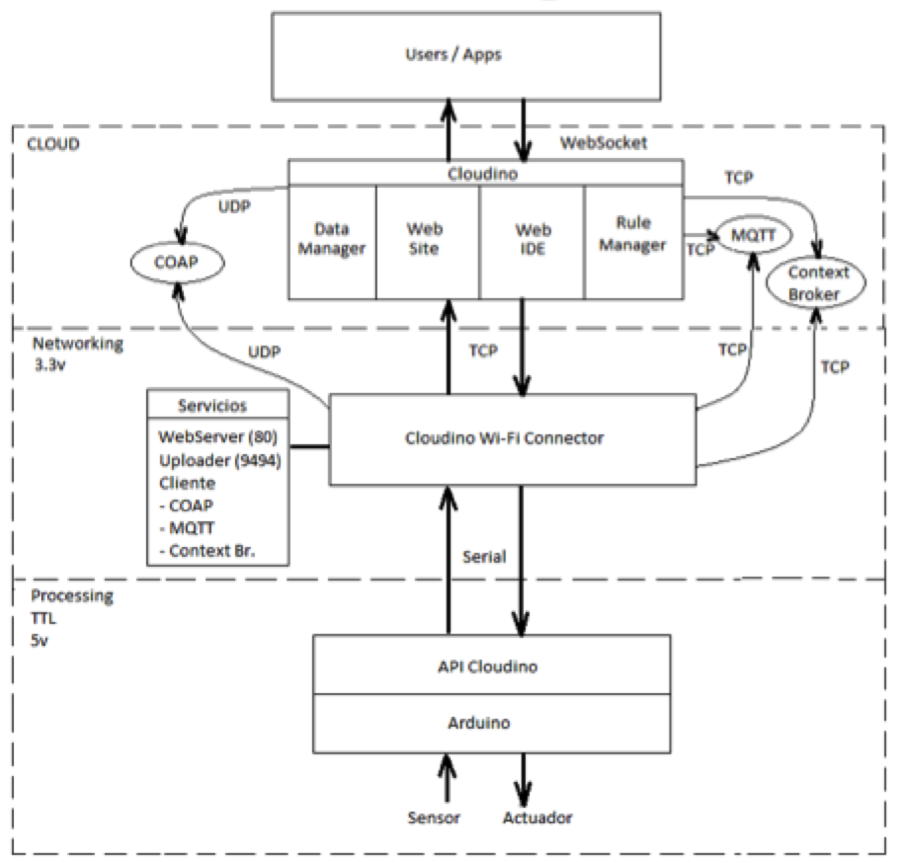 Users / Apps
CLOUD
WebSocket
Cloudino
TCP
UDP
Data
Manager
Web
Site
Web
IDE
Rule
Manager
TCP
MQTT
COAP
Context
Broker
Networking
3.3v
UDP
TCP
TCP
TCP
Servicios
WebServer (80)
Uploader (9494)
Cliente
- COAP
- MQTT
- Context Br.
Cloudino Wi-Fi Connector
Serial
Processing
TTL
5v
API Cloudino
Arduino
Sensor
Actuador